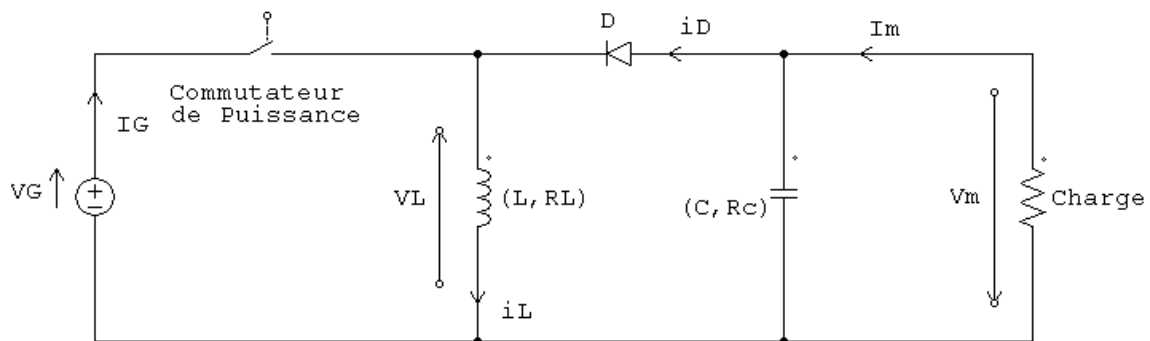 D
iD
Im
Commutateur
de Puissance
IG
VG
VL
(L,RL)
(C,Rc)
Vm
Charge
iL